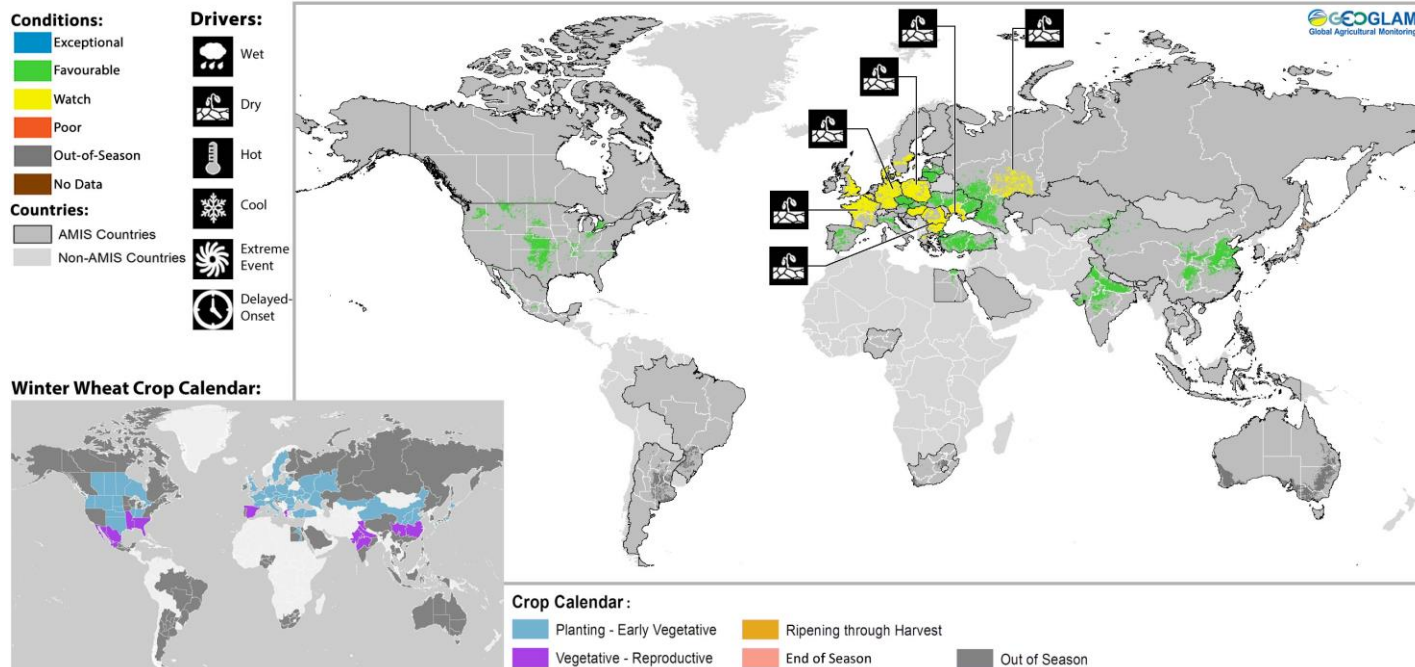 Conditions:
Exceptional
Favourable
Watch
Poor
Out-of-Season
No Data
Countries:
AMIS Countries
Non-AMIS Countries
Drivers:
Wet
Dry
Hot
Cool
Extreme
Event
Delayed-
Onset
GEOGLAM
Global Agricultural Monitoring
Winter Wheat Crop Calendar:
Crop Calendar :
Planting - Early Vegetative
Ripening through Harvest
Vegetative - Reproductive
End of Season
Out of Season